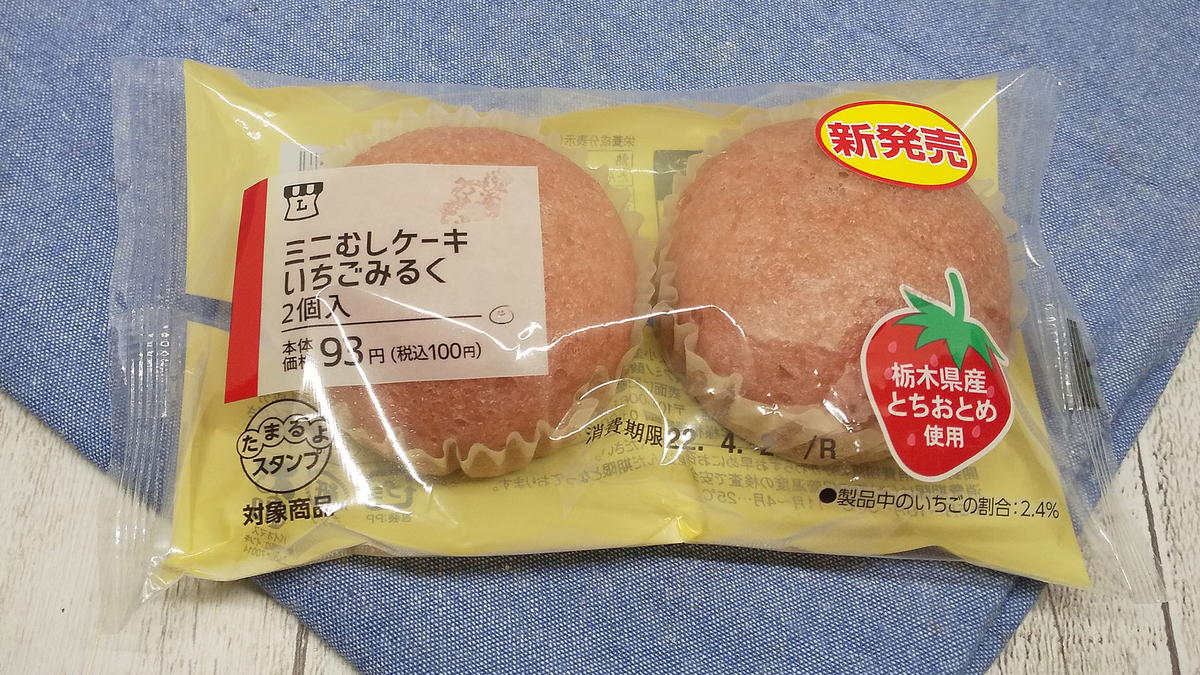 新発売
L
ミニむしケーキ
いちごみるく
2個入
本体価格 93円 (税込100円)
栃木県産
とちおとめ
使用
たまるよ
スタンプ
対象商品
消費期限 22. 4. 2 /R
●製品中のいちごの割合:2.4%